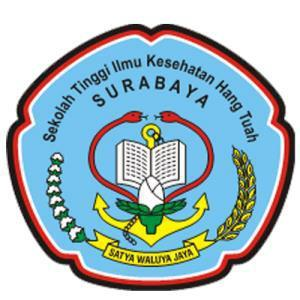 Sekolah Tinggi Ilmu Kesehatan Hang Tuah
SURABAYA
SATYA WALUYA JAYA